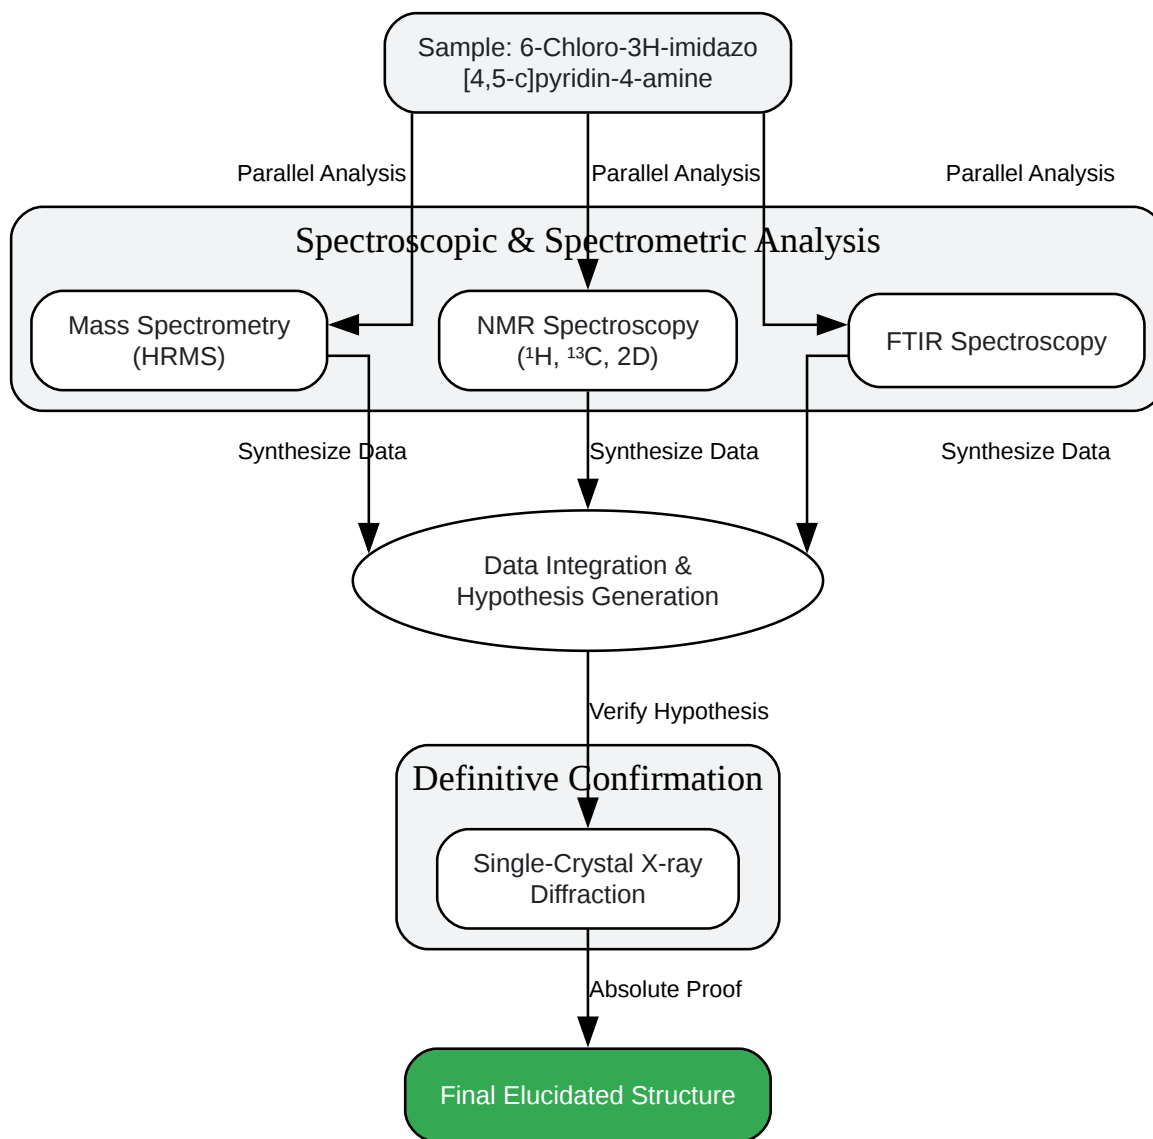 Sample: 6-Chloro-3H-imidazo
[4,5-c]pyridin-4-amine
Parallel Analysis
Parallel Analysis
Parallel Analysis
Spectroscopic & Spectrometric Analysis
Mass Spectrometry
(HRMS)
NMR Spectroscopy
(¹H, ¹³C, 2D)
FTIR Spectroscopy
Synthesize Data
Synthesize Data
Synthesize Data
Data Integration &
Hypothesis Generation
Verify Hypothesis
Definitive Confirmation
Single-Crystal X-ray
Diffraction
Absolute Proof
Final Elucidated Structure